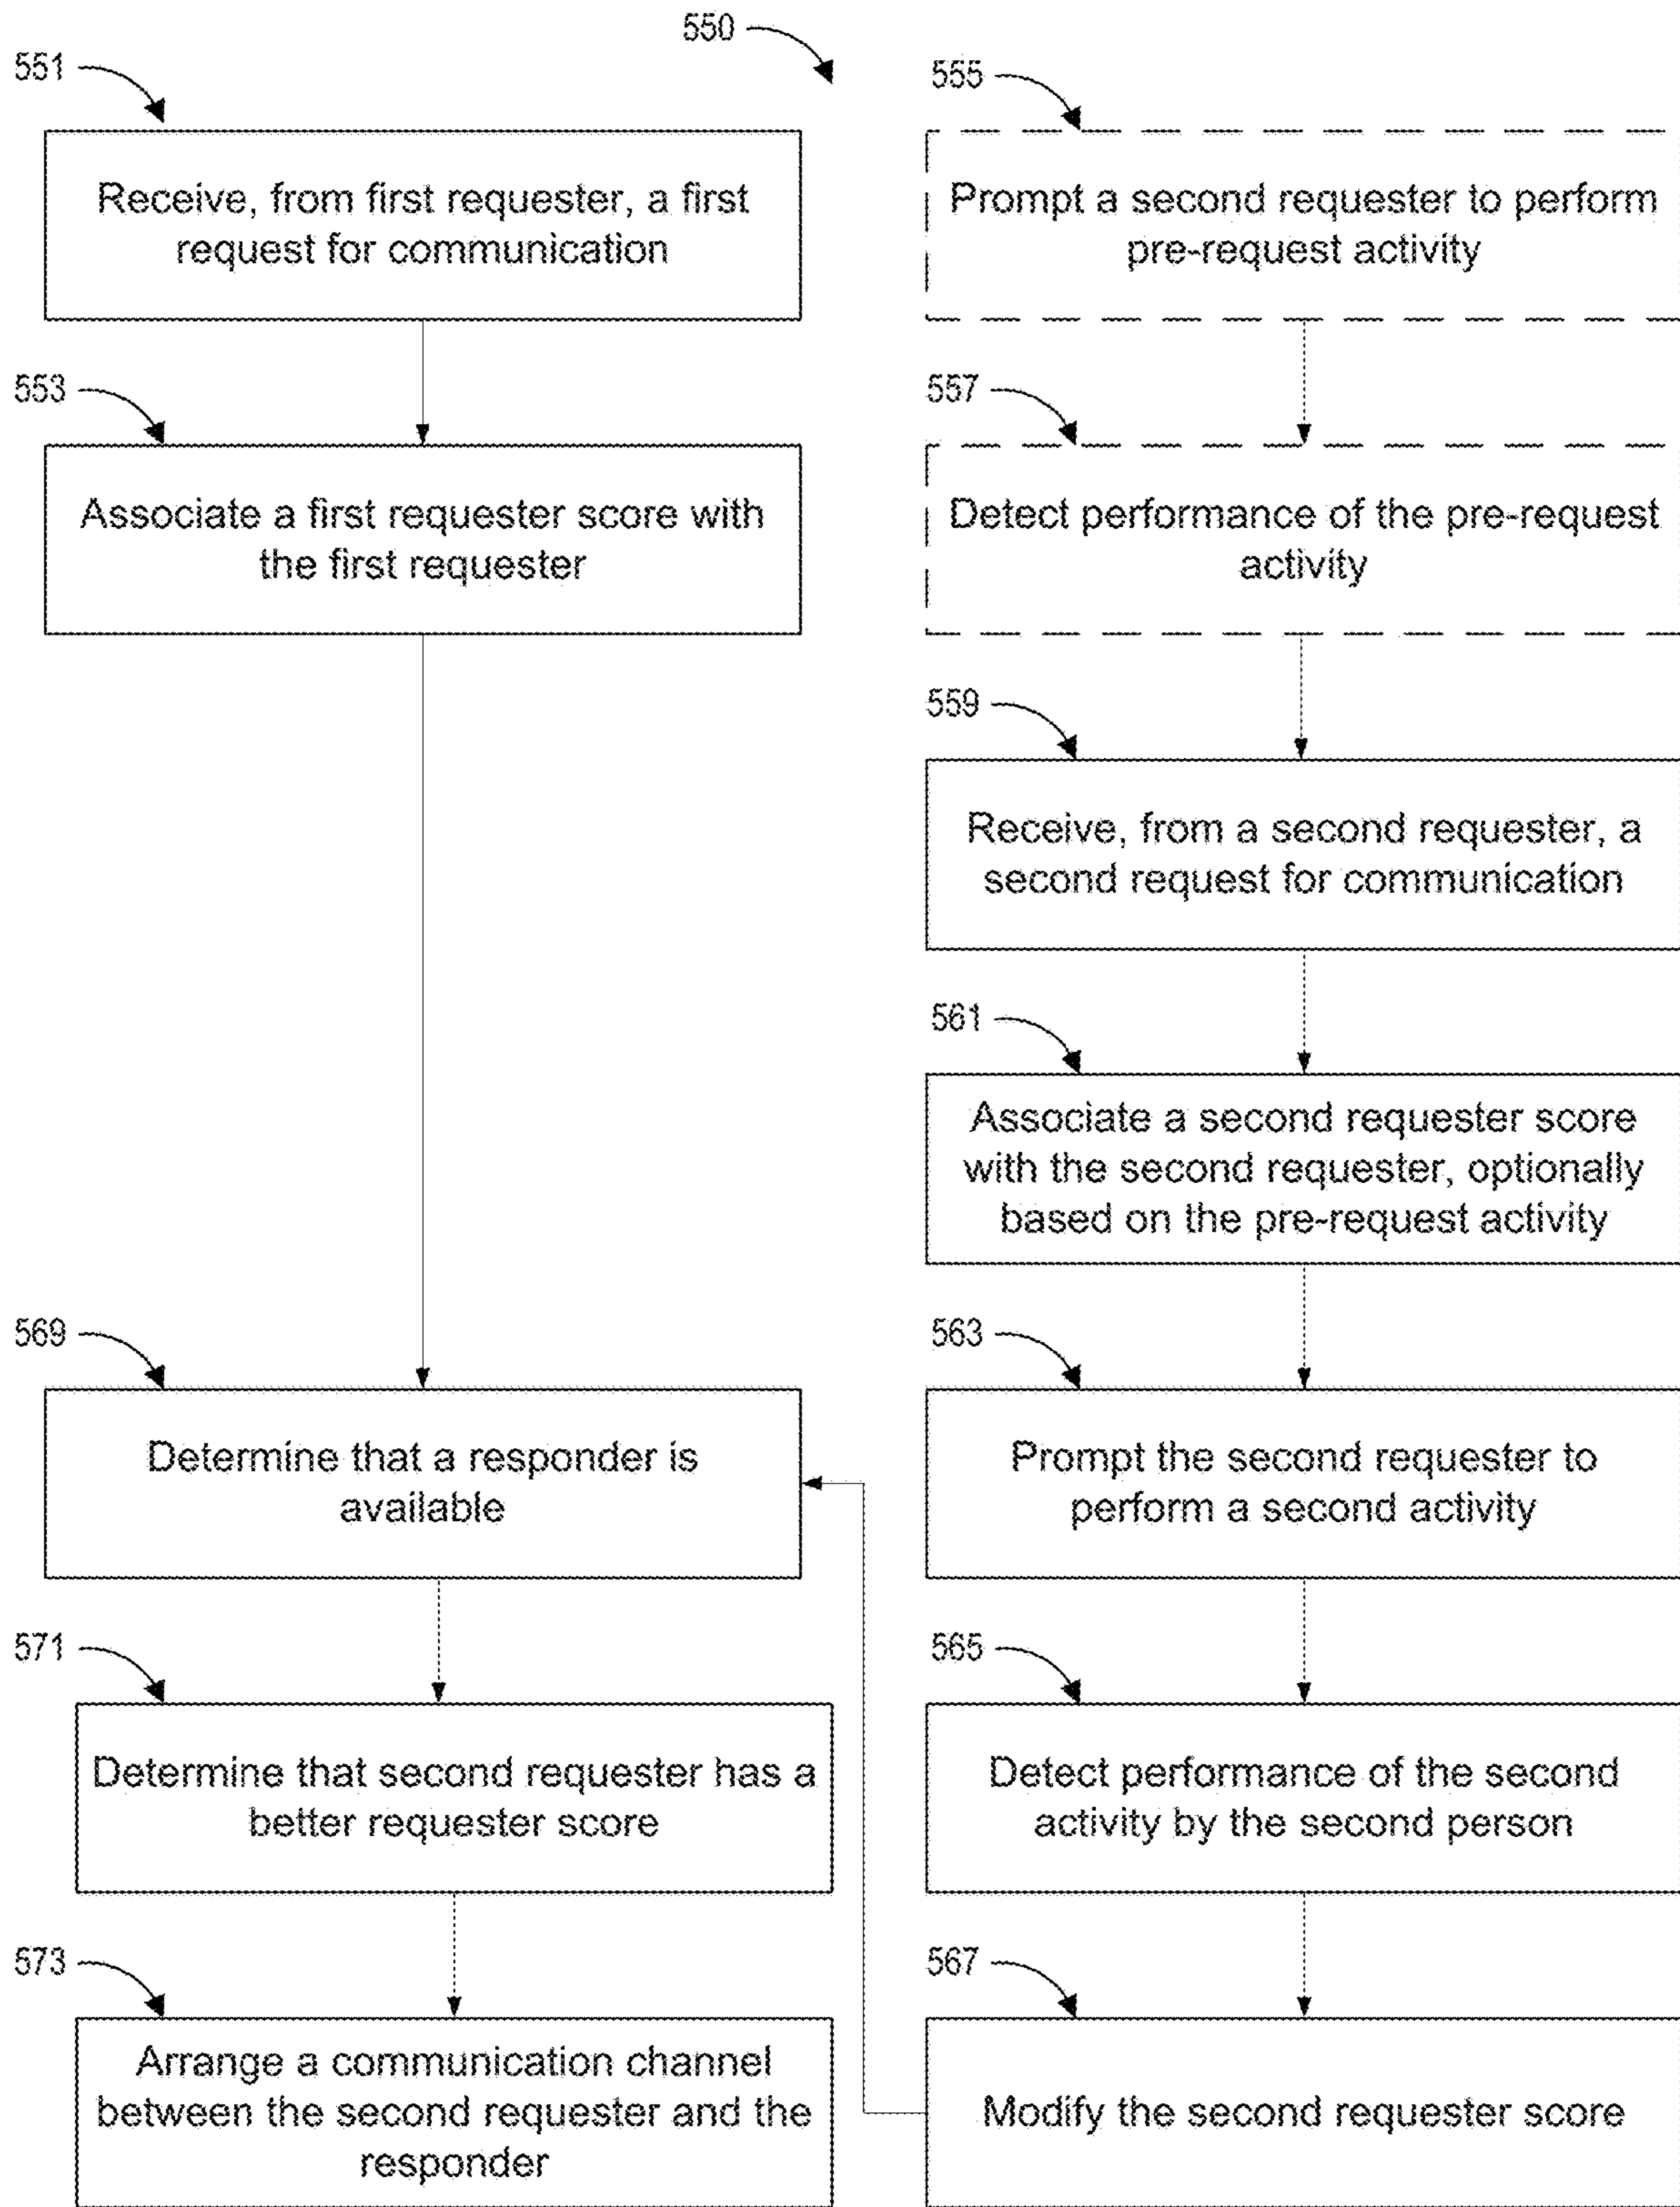 550
551
Receive, from first requester, a first
request for communication
553
Associate a first requester score with
the first requester
555
Prompt a second requester to perform
pre-request activity
557
Detect performance of the pre-request
activity
559
Receive, from a second requester, a
second request for communication
561
Associate a second requester score
with the second requester, optionally
based on the pre-request activity
563
Prompt the second requester to
perform a second activity
565
Detect performance of the second
activity by the second person
567
Modify the second requester score
569
Determine that a responder is
available
571
Determine that second requester has a
better requester score
573
Arrange a communication channel
between the second requester and the
responder